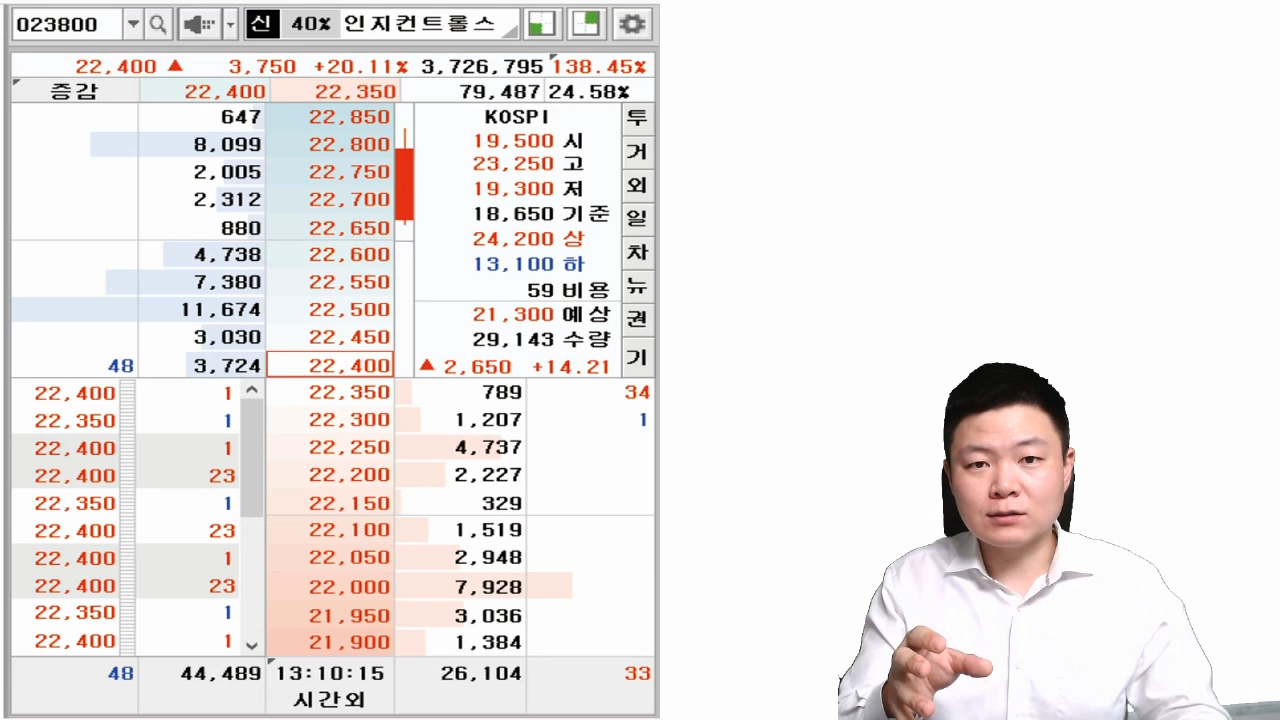 023800 신 40% 인지컨트롤스
22,400 ▲ 3,750 +20.11% 3,726,795 138.45%
증감 22,400 22,350 79,487 24.58%
647 22,850 KOSPI 투
8,099 22,800 19,500 시 거
2,005 22,750 23,250 고
2,312 22,700 19,300 저 외
880 22,650 18,650 기준 일
4,738 22,600 24,200 상 차
7,380 22,550 13,100 하
11,674 22,500 59 비용 뉴
3,030 22,450 21,300 예상 권
29,143 수량
48 3,724 22,400 ▲ 2,650 +14.21 기
22,400 1 22,350 789 34
22,350 1 22,300 1,207 1
22,400 1 22,250 4,737
22,400 23 22,200 2,227
22,350 1 22,150 329
22,400 23 22,100 1,519
22,400 1 22,050 2,948
22,400 23 22,000 7,928
22,350 1 21,950 3,036
22,400 1 21,900 1,384
48 44,489 13:10:15 26,104 33
시간외